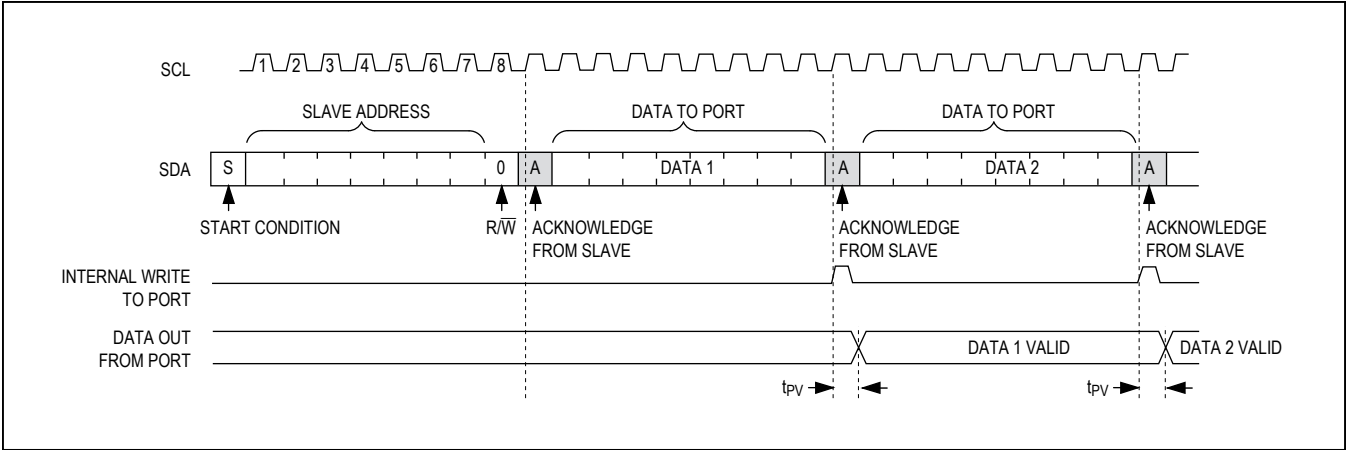 SCL 1 2 3 4 5 6 7 8
SLAVE ADDRESS DATA TO PORT DATA TO PORT
SDA S 0 A DATA 1 A DATA 2 A
START CONDITION R/W̅ ACKNOWLEDGE FROM SLAVE ACKNOWLEDGE FROM SLAVE ACKNOWLEDGE FROM SLAVE
INTERNAL WRITE
TO PORT
DATA OUT
FROM PORT
DATA 1 VALID DATA 2 VALID
tPV tPV